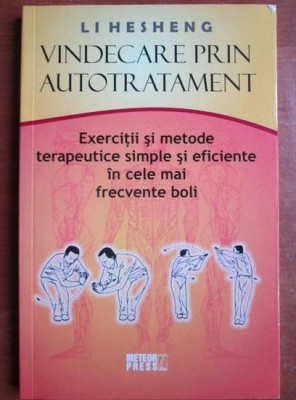 LI HESHENG
VINDECARE PRIN
AUTOTRATAMENT
Exerciții și metode
terapeutice simple și eficiente
în cele mai
frecvente boli
METEOR
PRESS